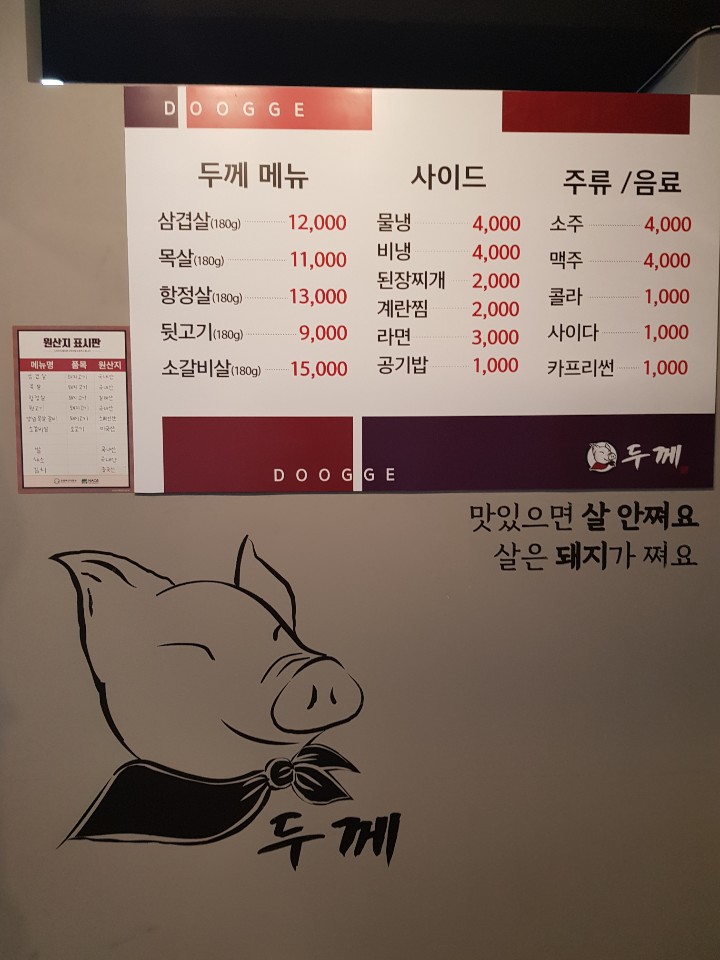 DOOGGE
두께 메뉴
삼겹살(180g) 12,000
목살(180g) 11,000
항정살(180g) 13,000
뒷고기(180g) 9,000
소갈비살(180g) 15,000
사이드
물냉 4,000
비냉 4,000
된장찌개 2,000
계란찜 2,000
라면 3,000
공기밥 1,000
주류 /음료
소주 4,000
맥주 4,000
콜라 1,000
사이다 1,000
카프리썬 1,000
DOOGGE
두께
원산지 표시판
메뉴명 품목 원산지
맛있으면 살 안쪄요
살은 돼지가 쪄요
두께